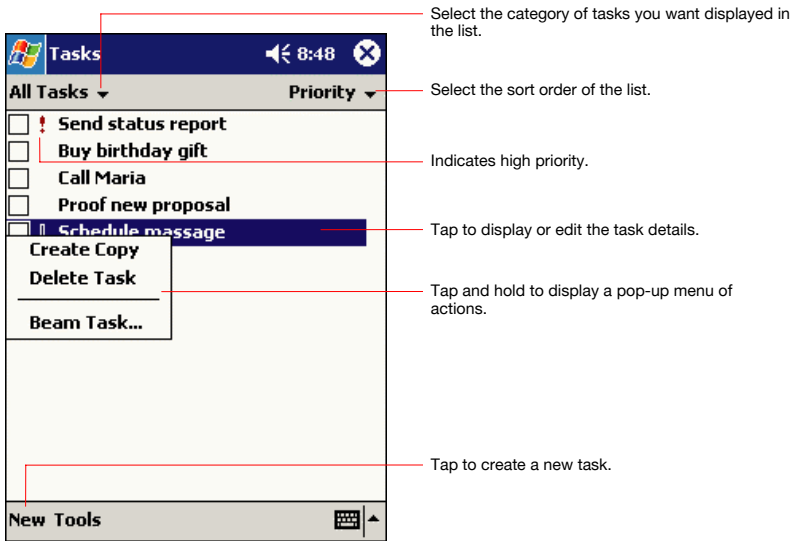 Select the category of tasks you want displayed in
the list.
Tasks 8:48
All Tasks Priority
Select the sort order of the list.
! Send status report
Buy birthday gift
Indicates high priority.
Call Maria
Proof new proposal
Schedule massage
Tap to display or edit the task details.
Create Copy
Delete Task
Tap and hold to display a pop-up menu of
actions.
Beam Task...
Tap to create a new task.
New Tools